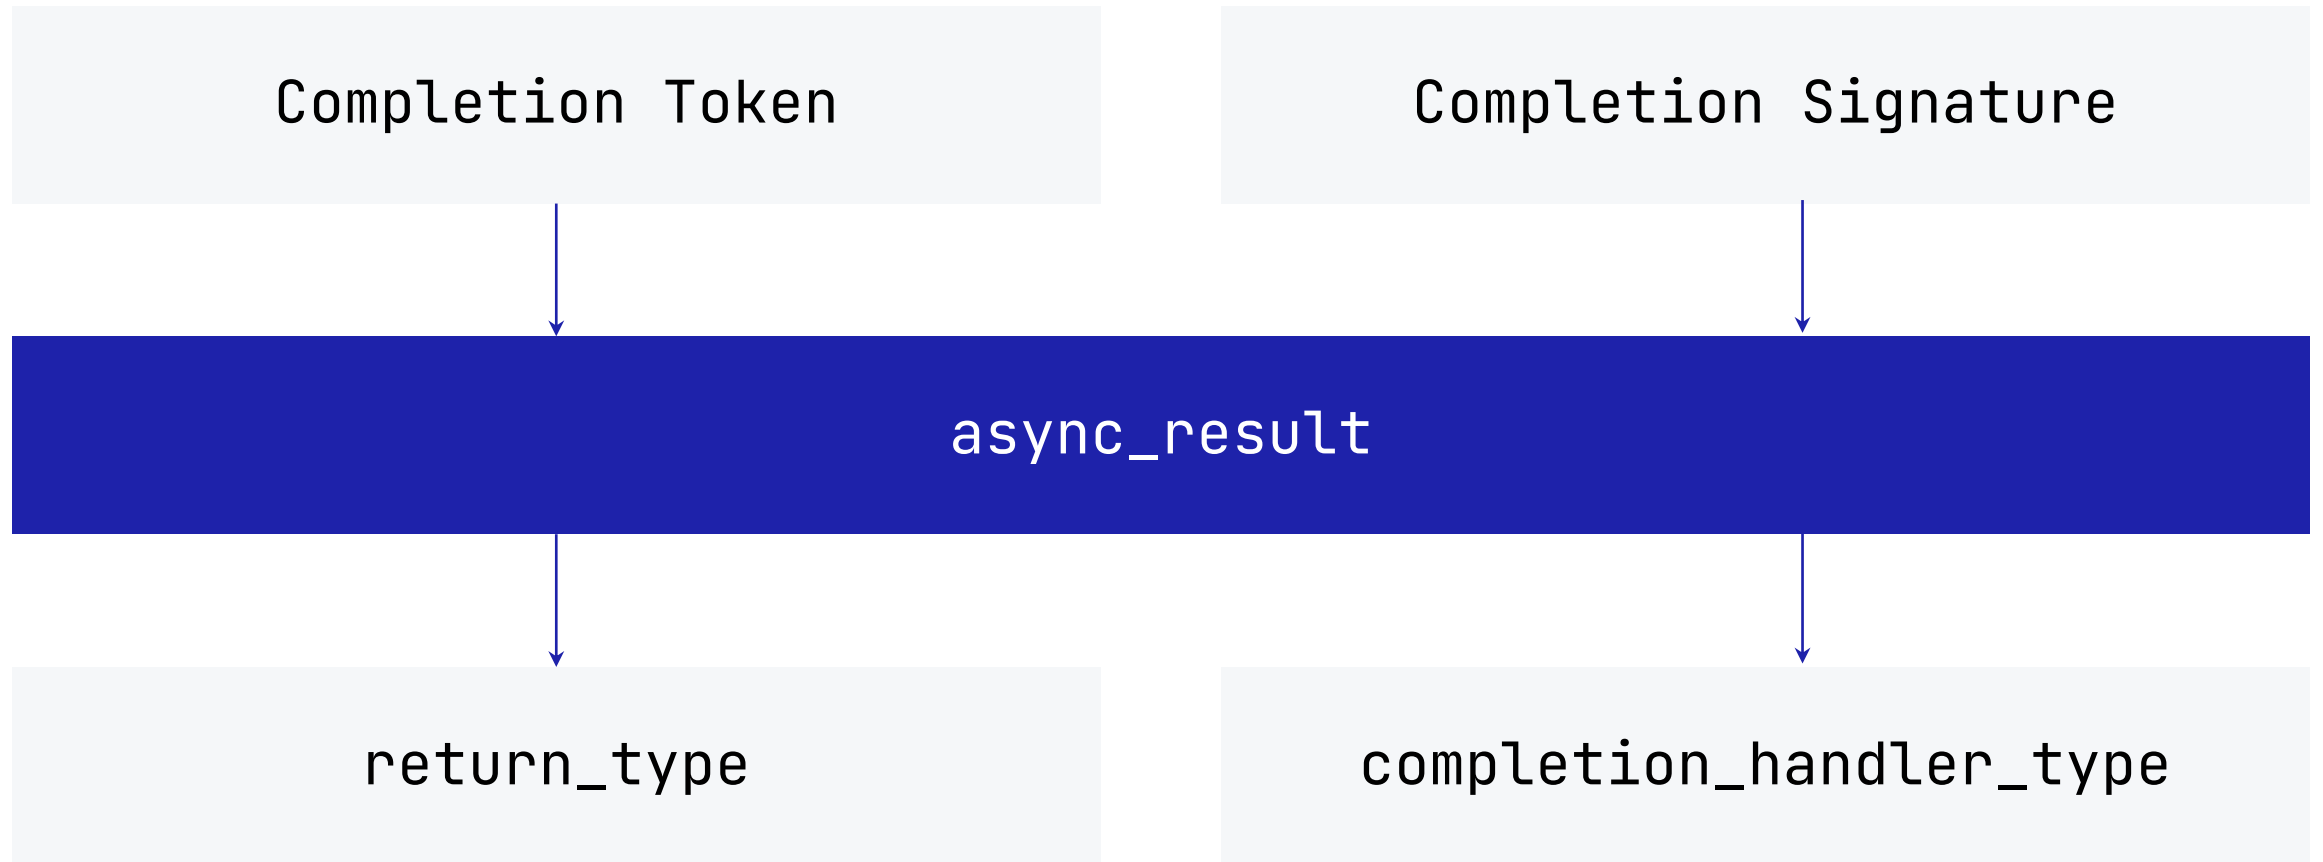 Completion Token
Completion Signature
async_result
return_type
completion_handler_type